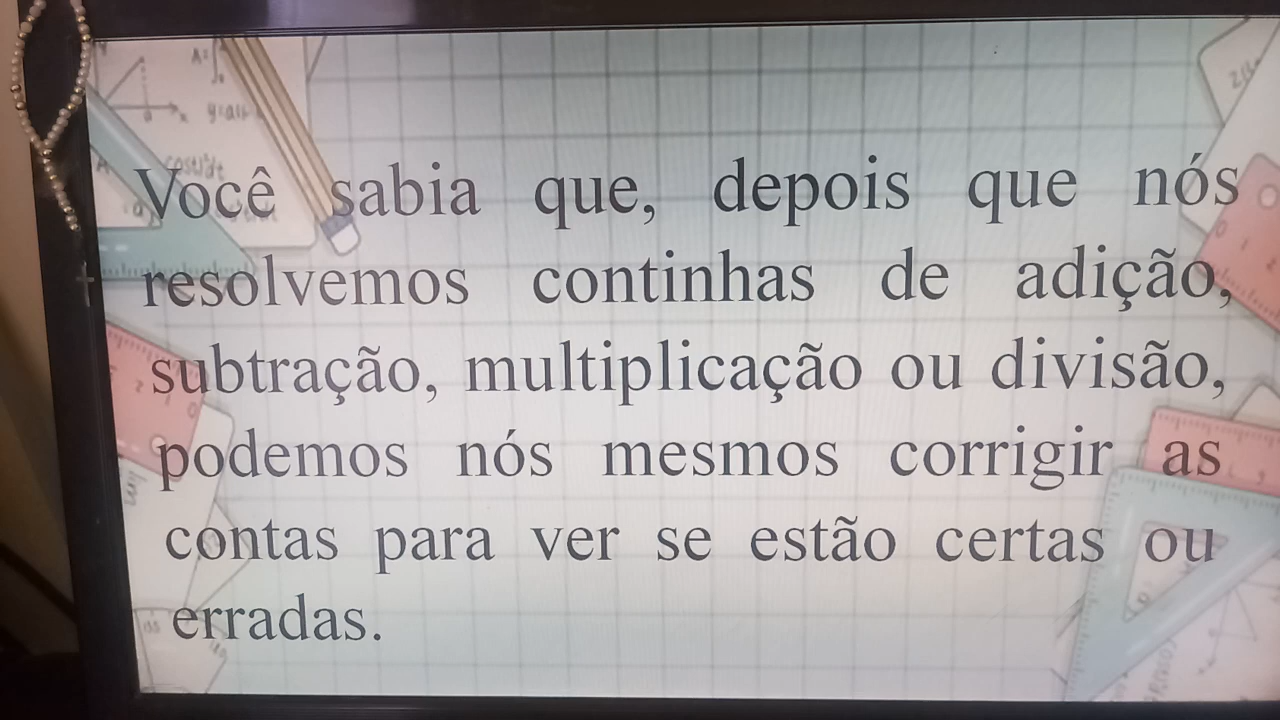 Você sabia que, depois que nós
resolvemos continhas de adição,
subtração, multiplicação ou divisão,
podemos nós mesmos corrigir as
contas para ver se estão certas ou
erradas.